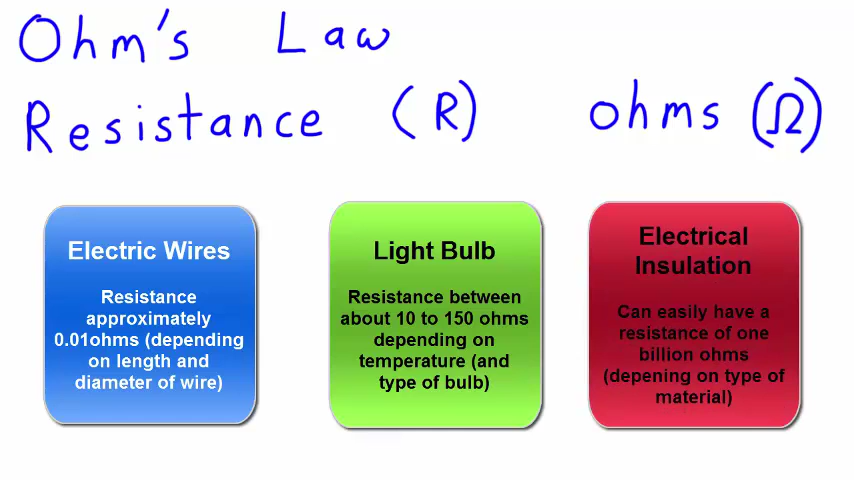 Ohm's Law
Resistance (R) ohms (Ω)
Electric Wires
Resistance
approximately
0.01ohms (depending
on length and
diameter of wire)
Light Bulb
Resistance between
about 10 to 150 ohms
depending on
temperature (and
type of bulb)
Electrical
Insulation
Can easily have a
resistance of one
billion ohms
(depening on type of
material)